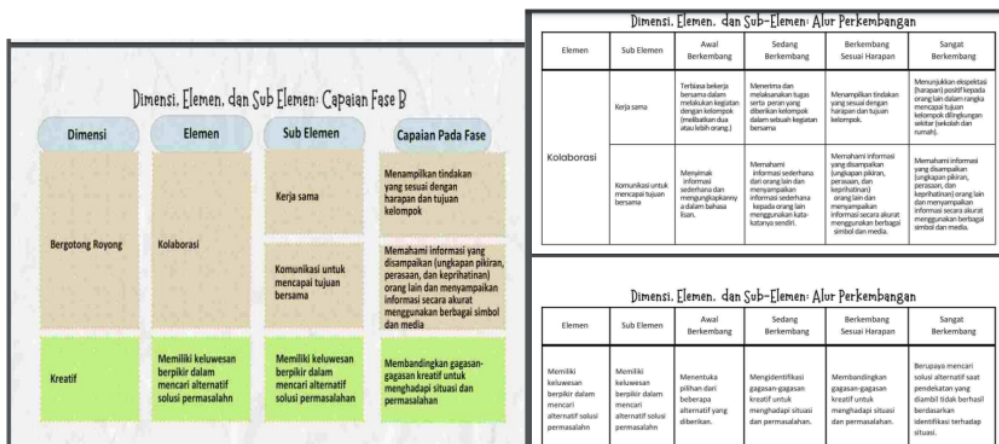 Dimensi, Elemen, dan Sub Elemen: Capaian Fase B
Dimensi
Elemen
Sub Elemen
Capaian Pada Fase
Bergotong Royong
Kolaborasi
Kerja sama
Menampilkan tindakan
yang sesuai dengan
harapan dan tujuan
kelompok
Komunikasi untuk
mencapai tujuan
bersama
Memahami informasi yang
disampaikan (ungkapan pikiran,
perasaan, dan keprihatinan)
orang lain dan menyampaikan
informasi secara akurat
menggunakan berbagai simbol
dan media
Kreatif
Memiliki keluwesan
berpikir dalam
mencari alternatif
solusi permasalahn
Memiliki keluwesan
berpikir dalam
mencari alternatif
solusi permasalahan
Membandingkan gagasan-
gagasan kreatif untuk
menghadapi situasi dan
permasalahan
Dimensi, Elemen, dan Sub-Elemen: Alur Perkembangan
Elemen
Sub Elemen
Awal
Berkembang
Sedang
Berkembang
Berkembang
Sesuai Harapan
Sangat
Berkembang
Kolaborasi
Kerja sama
Terbiasa bekerja
bersama dalam
melakukan kegiatan
dengan kelompok
(melibatkan dua
atau lebih orang.)
Menerima dan
melaksanakan tugas
serta peran yang
diberikan kelompok
dalam sebuah kegiatan
bersama
Menampilkan tindakan
yang sesuai dengan
harapan dan tujuan
kelompok.
Menunjukkan ekspektasi
(harapan) positif kepada
orang lain dalam rangka
mencapai tujuan
kelompok dilingkungan
sekitar (sekolah dan
rumah).
Komunikasi untuk
mencapai tujuan
bersama
Menyimak
informasi
sederhana dan
mengungkapkanny
a dalam bahasa
lisan.
Memahami
informasi sederhana
dari orang lain dan
menyampaikan
informasi sederhana
kepada orang lain
menggunakan kata-
katanya sendiri.
Memahami informasi
yang disampaikan
(ungkapan pikiran,
perasaan, dan
keprihatinan)
orang lain dan
menyampaikan
informasi secara akurat
menggunakan berbagai
simbol dan media.
Memahami informasi
yang disampaikan
(ungkapan pikiran,
perasaan, dan
keprihatinan) orang lain
dan menyampaikan
informasi secara akurat
menggunakan berbagai
simbol dan media.
Dimensi, Elemen, dan Sub-Elemen: Alur Perkembangan
Elemen
Sub Elemen
Awal
Berkembang
Sedang
Berkembang
Berkembang
Sesuai Harapan
Sangat
Berkembang
Memiliki
keluwesan
berpikir dalam
mencari
alternatif solusi
permasalahn
Memiliki
keluwesan
berpikir dalam
mencari
alternatif solusi
permasalahn
Menentuka
pilihan dari
beberapa
alternatif yang
diberikan.
Mengidentifikasi
gagasan-gagasan
kreatif untuk
menghadapi situasi
dan permasalahan.
Membandingkan
gagasan-gagasan
kreatif untuk
menghadapi situasi
dan permasalahan.
Berupaya mencari
solusi alternatif saat
pendekatan yang
diambil tidak berhasil
berdasarkan
identifikasi terhadap
situasi.